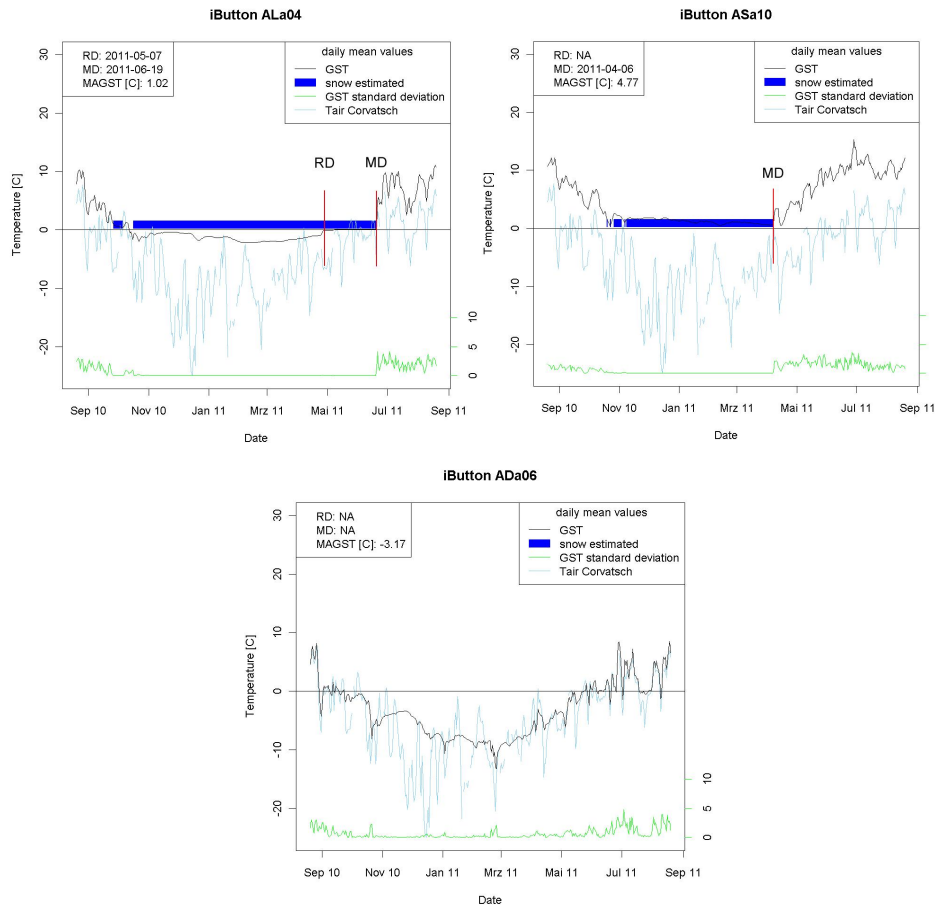 iButton ALa04
RD: 2011-05-07
MD: 2011-06-19
MAGST [C]: 1.02
daily mean values
GST
snow estimated
GST standard deviation
Tair Corvatsch
RD
MD
Temperature [C]
30
20
10
0
-10
-20
10
5
0
Sep 10
Nov 10
Jan 11
Mrz 11
Mai 11
Jul 11
Sep 11
Date
iButton ASa10
RD: NA
MD: 2011-04-06
MAGST [C]: 4.77
daily mean values
GST
snow estimated
GST standard deviation
Tair Corvatsch
MD
Temperature [C]
30
20
10
0
-10
-20
Sep 10
Nov 10
Jan 11
Mrz 11
Mai 11
Jul 11
Sep 11
Date
iButton ADa06
RD: NA
MD: NA
MAGST [C]: -3.17
daily mean values
GST
snow estimated
GST standard deviation
Tair Corvatsch
Temperature [C]
30
20
10
0
-10
-20
10
5
0
Sep 10
Nov 10
Jan 11
Mrz 11
Mai 11
Jul 11
Sep 11
Date